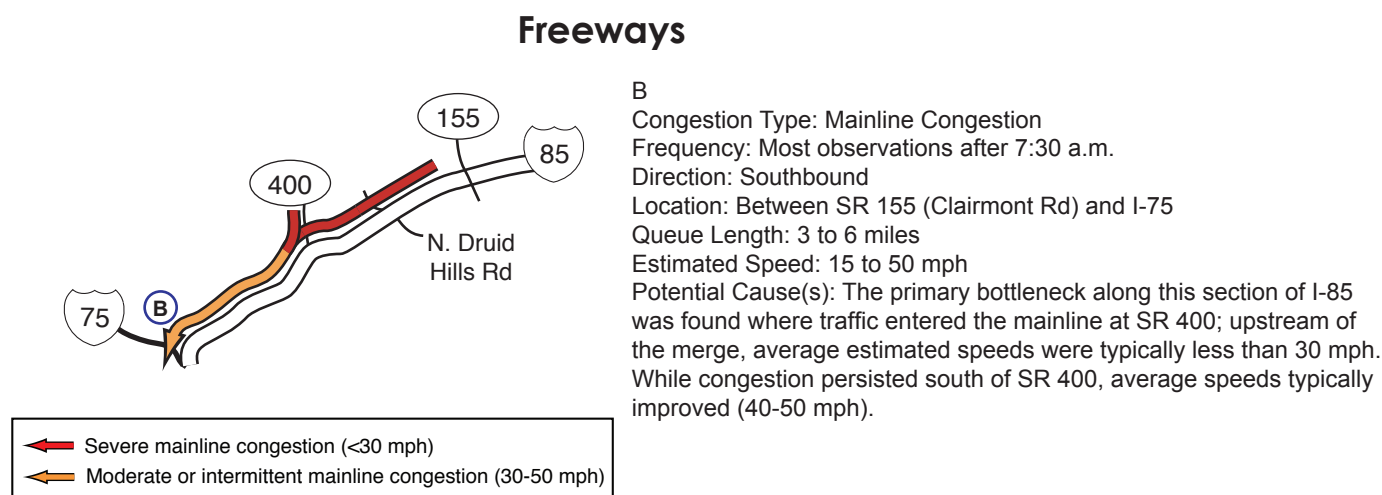 Freeways
155
85
400
N. Druid
Hills Rd
75
B
Severe mainline congestion (<30 mph)
Moderate or intermittent mainline congestion (30-50 mph)
B
Congestion Type: Mainline Congestion
Frequency: Most observations after 7:30 a.m.
Direction: Southbound
Location: Between SR 155 (Clairmont Rd) and I-75
Queue Length: 3 to 6 miles
Estimated Speed: 15 to 50 mph
Potential Cause(s): The primary bottleneck along this section of I-85
was found where traffic entered the mainline at SR 400; upstream of
the merge, average estimated speeds were typically less than 30 mph.
While congestion persisted south of SR 400, average speeds typically
improved (40-50 mph).